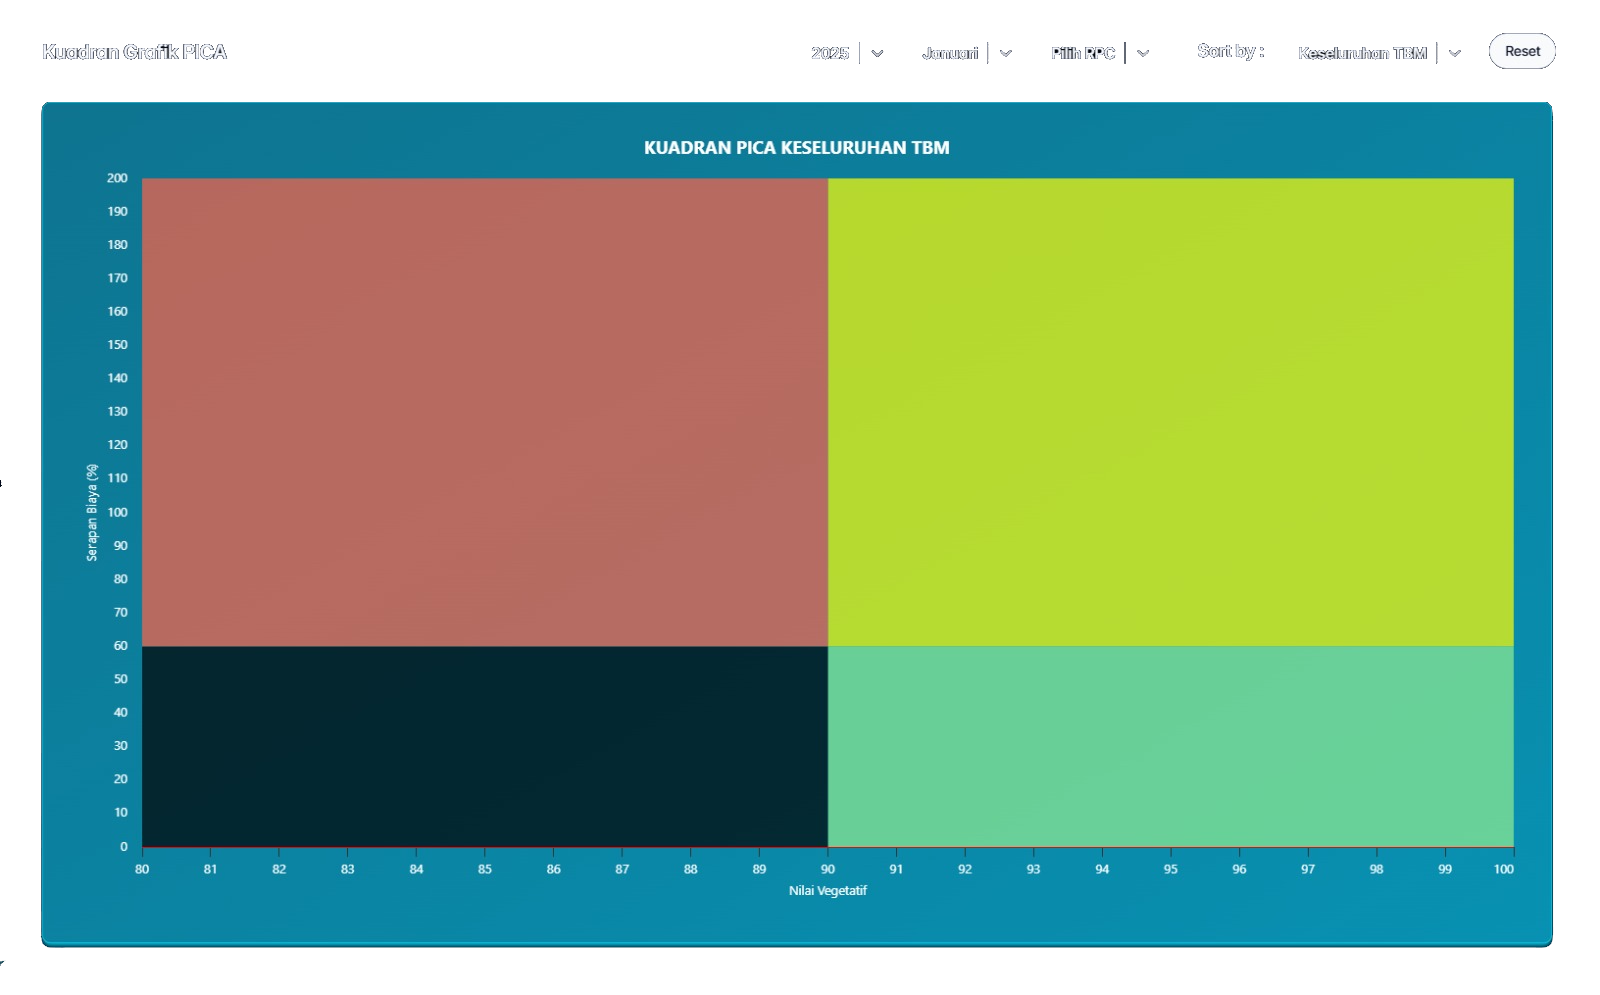 Kuadran Grafik PICA
2025
Januari
Pilih RPC
Sort by :
Keseluruhan TBM
Reset
KUADRAN PICA KESELURUHAN TBM
200
190
180
170
160
150
140
130
120
110
100
90
80
70
60
50
40
30
20
10
0
Serapan Biaya (%)
80 81 82 83 84 85 86 87 88 89 90 91 92 93 94 95 96 97 98 99 100
Nilai Vegetatif